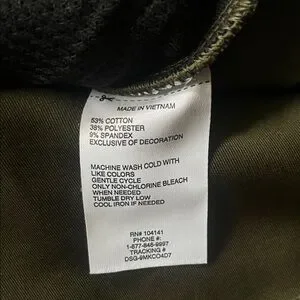 MADE IN VIETNAM
53% COTTON
38% POLYESTER
9% SPANDEX
EXCLUSIVE OF DECORATION
MACHINE WASH COLD WITH
LIKE COLORS
GENTLE CYCLE
ONLY NON-CHLORINE BLEACH
WHEN NEEDED
TUMBLE DRY LOW
COOL IRON IF NEEDED
RN# 104141
PHONE #:
1-877-846-9997
TRACKING #
DSG-9MKCO4D7